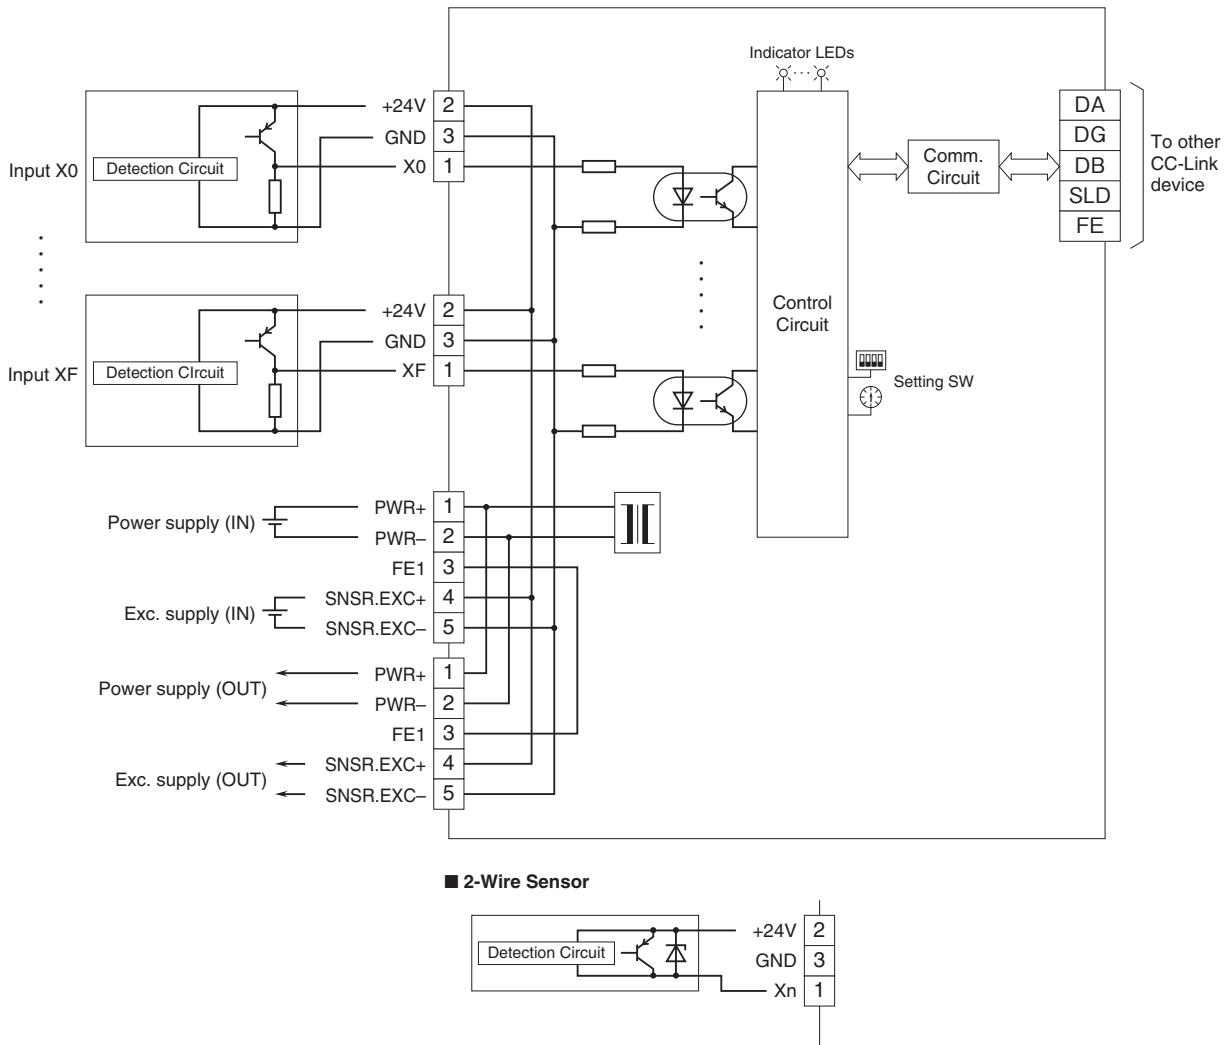 Indicator LEDs
Input X0
Detection Circuit
+24V 2
GND 3
X0 1
Comm.
Circuit
DA
DG
DB
SLD
FE
To other
CC-Link
device
Input XF
Detection CIrcuit
+24V 2
GND 3
XF 1
Control
Circuit
Setting SW
Power supply (IN)
PWR+ 1
PWR– 2
FE1 3
Exc. supply (IN)
SNSR.EXC+ 4
SNSR.EXC– 5
Power supply (OUT)
PWR+ 1
PWR– 2
FE1 3
Exc. supply (OUT)
SNSR.EXC+ 4
SNSR.EXC– 5
■ 2-Wire Sensor
Detection Circuit
+24V 2
GND 3
Xn 1